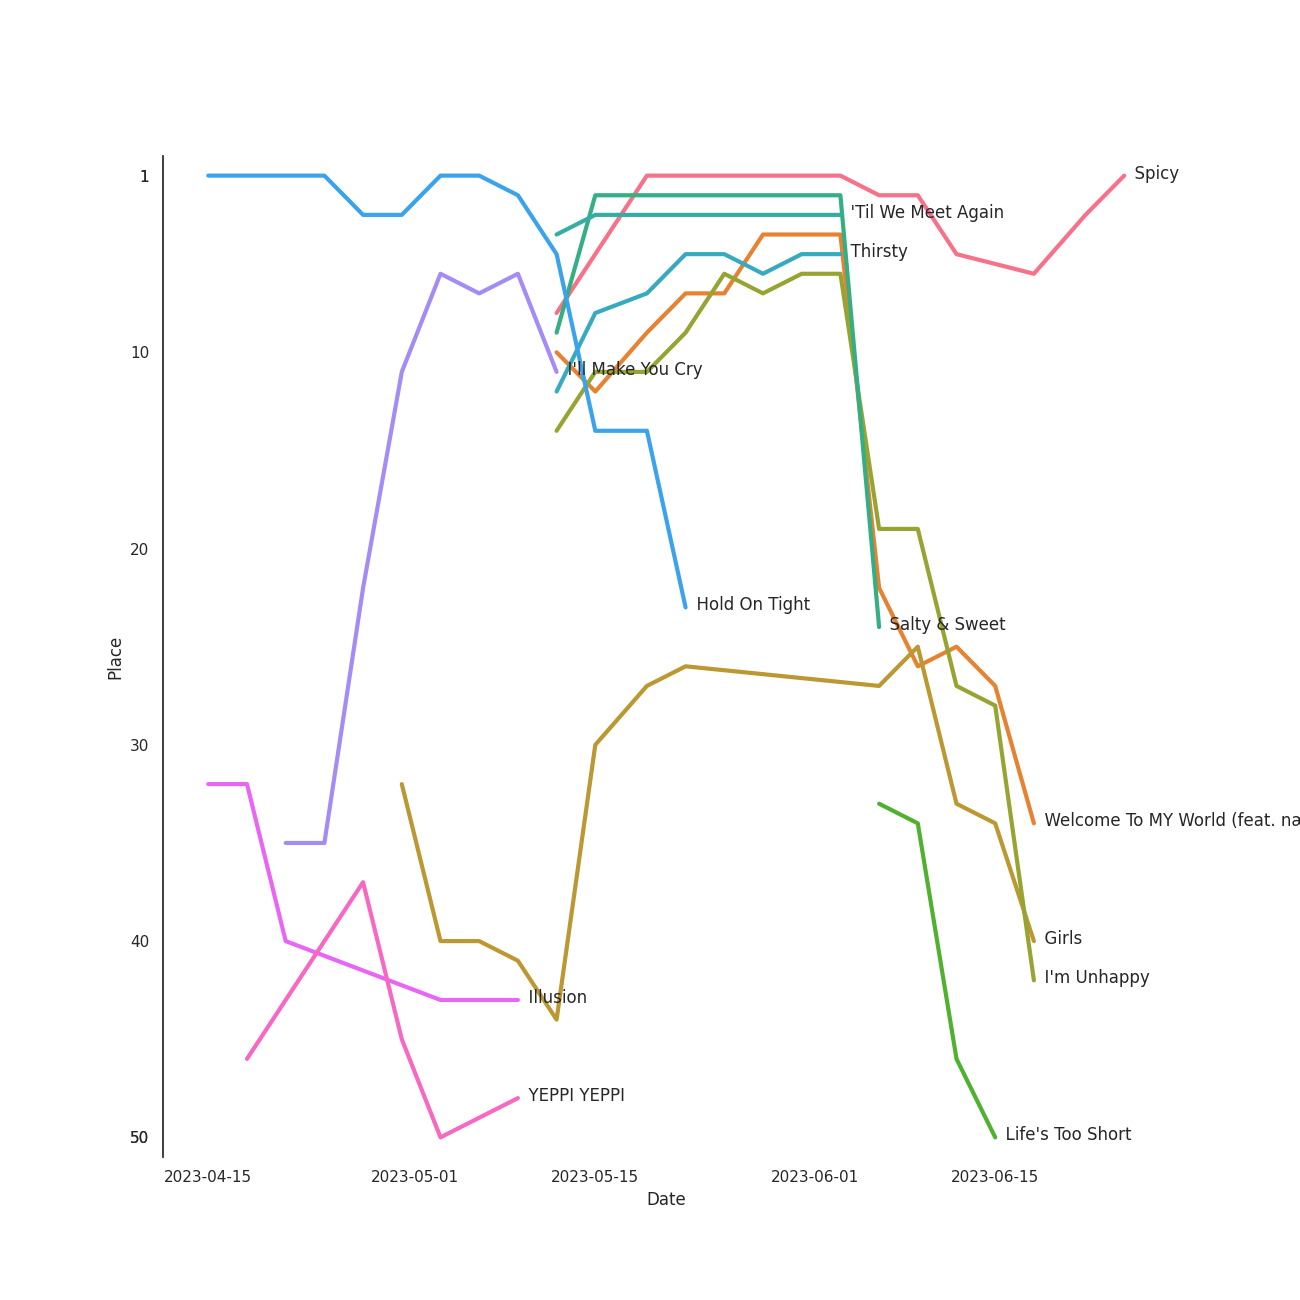 1
Spicy
'Til We Meet Again
Thirsty
10
I'll Make You Cry
20
Hold On Tight
Salty & Sweet
Place
30
Welcome To MY World (feat. na
40
Girls
I'm Unhappy
Illusion
YEPPI YEPPI
50
Life's Too Short
2023-04-15
2023-05-01
2023-05-15
2023-06-01
2023-06-15
Date